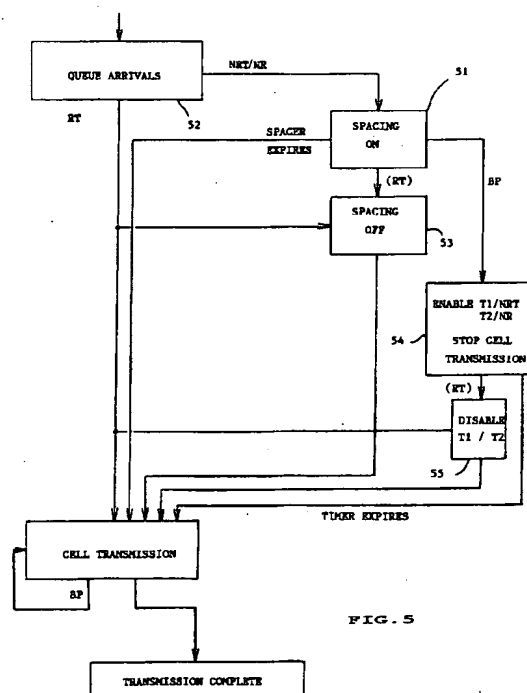 NRT/NR
51
QUEUE ARRIVALS
52
RT
SPACER
EXPIRES
SPACING
ON
BP
(RT)
SPACING
OFF
53
ENABLE T1/NRT
T2/NR
STOP CELL
TRANSMISSION
54
(RT)
DISABLE
T1 / T2
55
TIMER EXPIRES
CELL TRANSMISSION
BP
FIG.5
TRANSMISSION COMPLETE